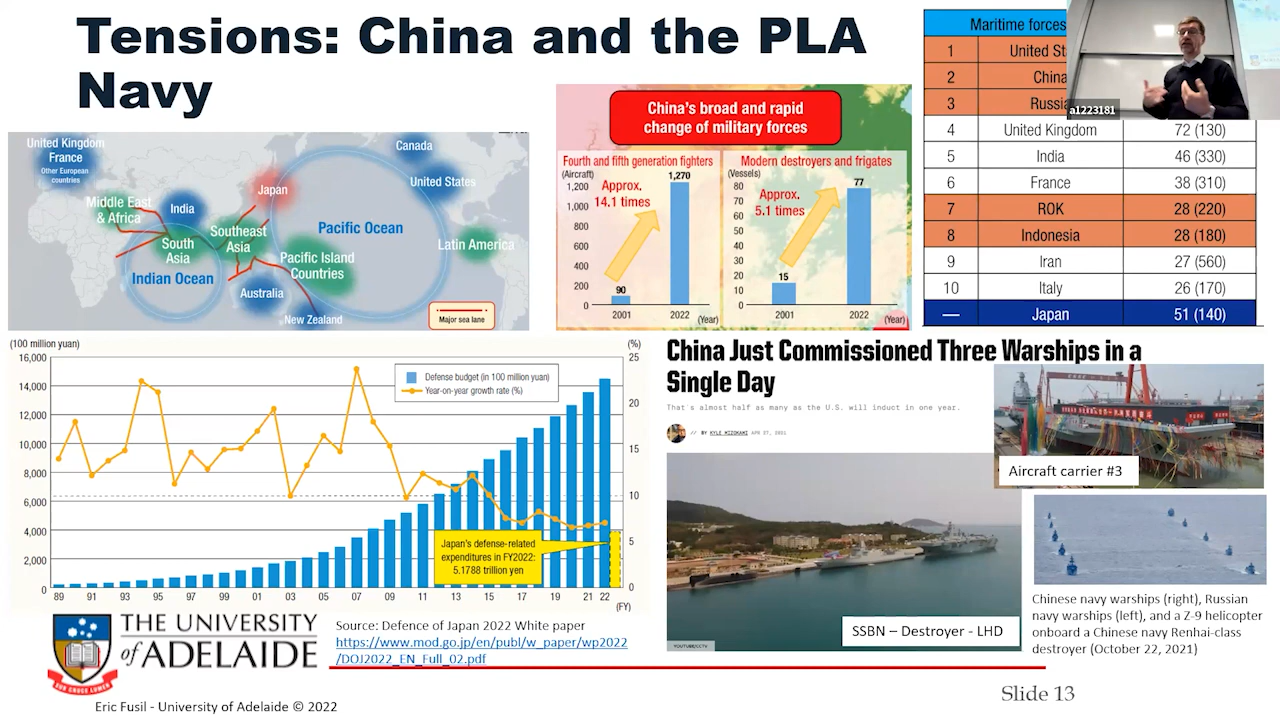 Tensions: China and the PLA
Navy
United Kingdom
France
Other European
countries
Middle East
& Africa
India
South
Asia
Indian Ocean
Southeast
Asia
Japan
Pacific Ocean
Pacific Island
Countries
Australia
New Zealand
Canada
United States
Latin America
Major sea lane
China's broad and rapid
change of military forces
Fourth and fifth generation fighters
(Aircraft)
1,200
1,000
800
600
400
200
0
Approx.
14.1 times
90
1,270
2001
2022
(Year)
Modern destroyers and frigates
(Vessels)
80
70
60
50
40
30
20
10
0
Approx.
5.1 times
15
77
2001
2022
(Year)
Maritime forces
1
2 China
3
4 United Kingdom 72 (130)
5 India 46 (330)
6 France 38 (310)
7 ROK 28 (220)
8 Indonesia 28 (180)
9 Iran 27 (560)
10 Italy 26 (170)
— Japan 51 (140)
a1223181
(100 million yuan)
(%)
16,000
14,000
12,000
10,000
8,000
6,000
4,000
2,000
0
25
20
15
10
5
0
Defense budget (in 100 million yuan)
Year-on-year growth rate (%)
Japan's defense-related
expenditures in FY2022:
5.1788 trillion yen
89 91 93 95 97 99 01 03 05 07 09 11 13 15 17 19 21 22
(FY)
China Just Commissioned Three Warships in a
Single Day
That's almost half as many as the U.S. will induct in one year.
// BY KYLE MIZOKAMI APR 27, 2021
Aircraft carrier #3
SSBN – Destroyer - LHD
YOUTUBE/CCTV
Chinese navy warships (right), Russian
navy warships (left), and a Z-9 helicopter
onboard a Chinese navy Renhai-class
destroyer (October 22, 2021)
THE UNIVERSITY
of ADELAIDE
SUB CRUCE LUMEN
Source: Defence of Japan 2022 White paper
https://www.mod.go.jp/en/publ/w_paper/wp2022
/DOJ2022_EN_Full_02.pdf
Slide 13
Eric Fusil - University of Adelaide © 2022